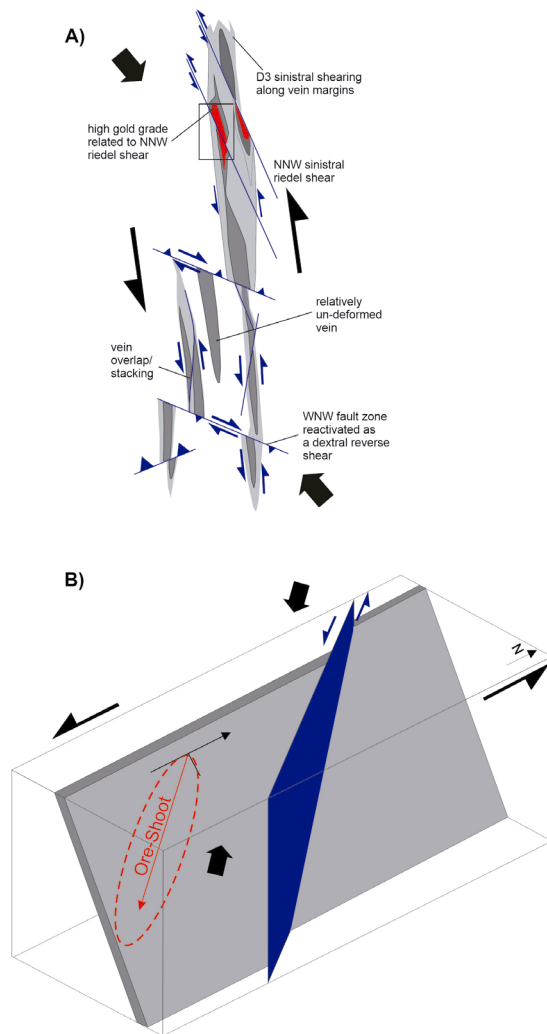 A)
D3 sinistral shearing
along vein margins
high gold grade
related to NNW
riedel shear
NNW sinistral
riedel shear
relatively
un-deformed
vein
vein
overlap/
stacking
WNW fault zone
reactivated as
a dextral reverse
shear
B)
N
Ore-Shoot